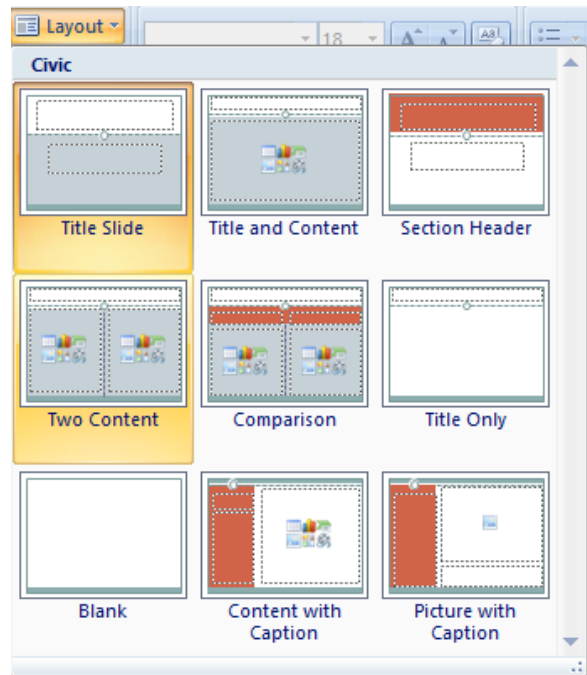 Layout
18
A A Aa
Civic
Title Slide
Title and Content
Section Header
Two Content
Comparison
Title Only
Blank
Content with
Caption
Picture with
Caption